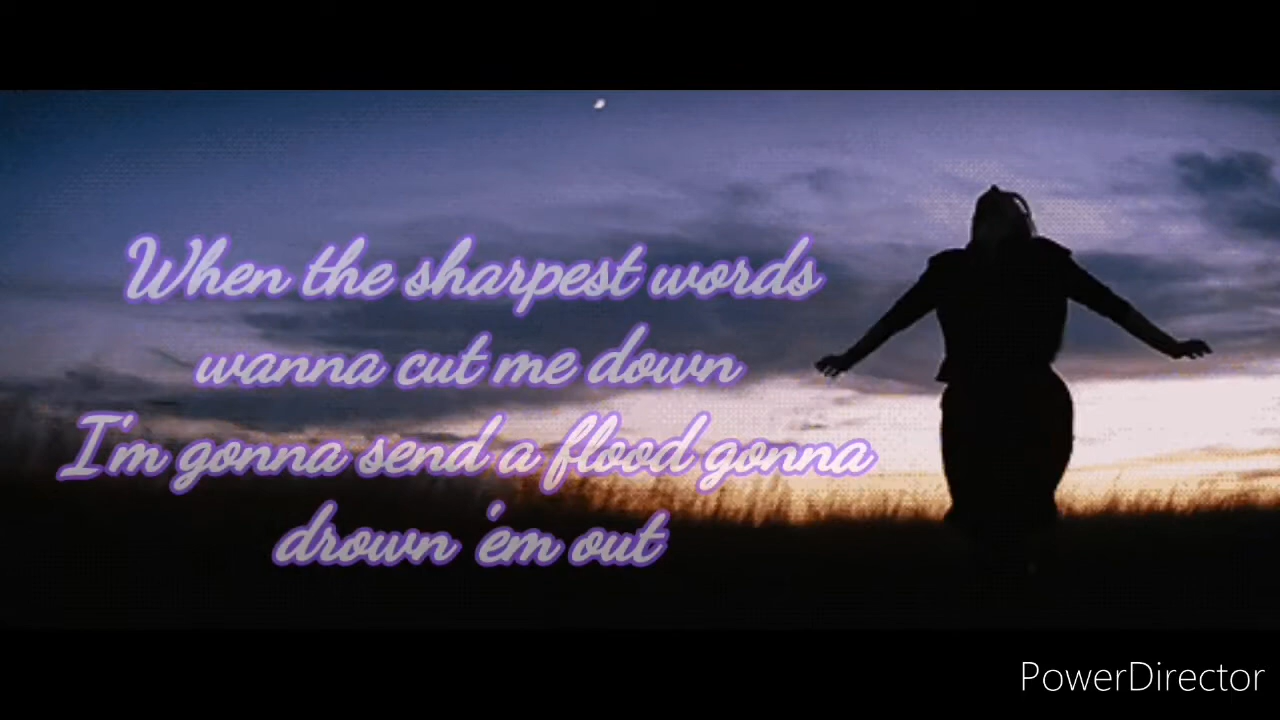 When the sharpest words
wanna cut me down
I'm gonna send a flood gonna
drown 'em out
PowerDirector